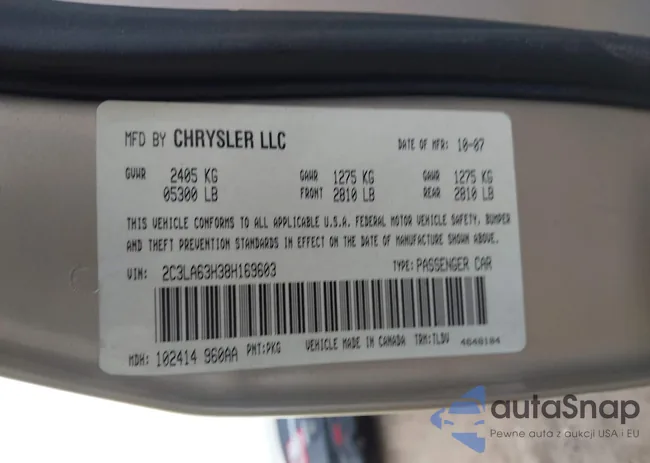 MFD BY CHRYSLER LLC DATE OF MFR: 10-07
GVWR 2405 KG GAWR 1275 KG GAWR 1275 KG
05300 LB FRONT 2810 LB REAR 2810 LB
THIS VEHICLE CONFORMS TO ALL APPLICABLE U.S.A. FEDERAL MOTOR VEHICLE SAFETY, BUMPER
AND THEFT PREVENTION STANDARDS IN EFFECT ON THE DATE OF MANUFACTURE SHOWN ABOVE.
VIN: 2C3LA63H38H169603 TYPE: PASSENGER CAR
MDH: 102414 960AA PNT:PKG VEHICLE MADE IN CANADA TRM:TLDV 4648104
autaSnap
Pewne auta z aukcji USA i EU